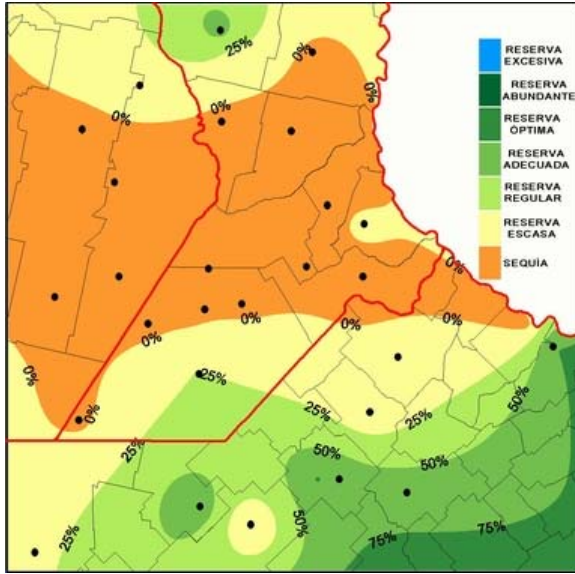 25%
0%
0%
0%
0%
RESERVA
EXCESIVA
RESERVA
ABUNDANTE
RESERVA
ÓPTIMA
RESERVA
ADECUADA
RESERVA
REGULAR
RESERVA
ESCASA
SEQUÍA
0%
0%
0%
0%
0%
0%
0%
25%
25%
25%
50%
25%
50%
50%
25%
50%
75%
75%